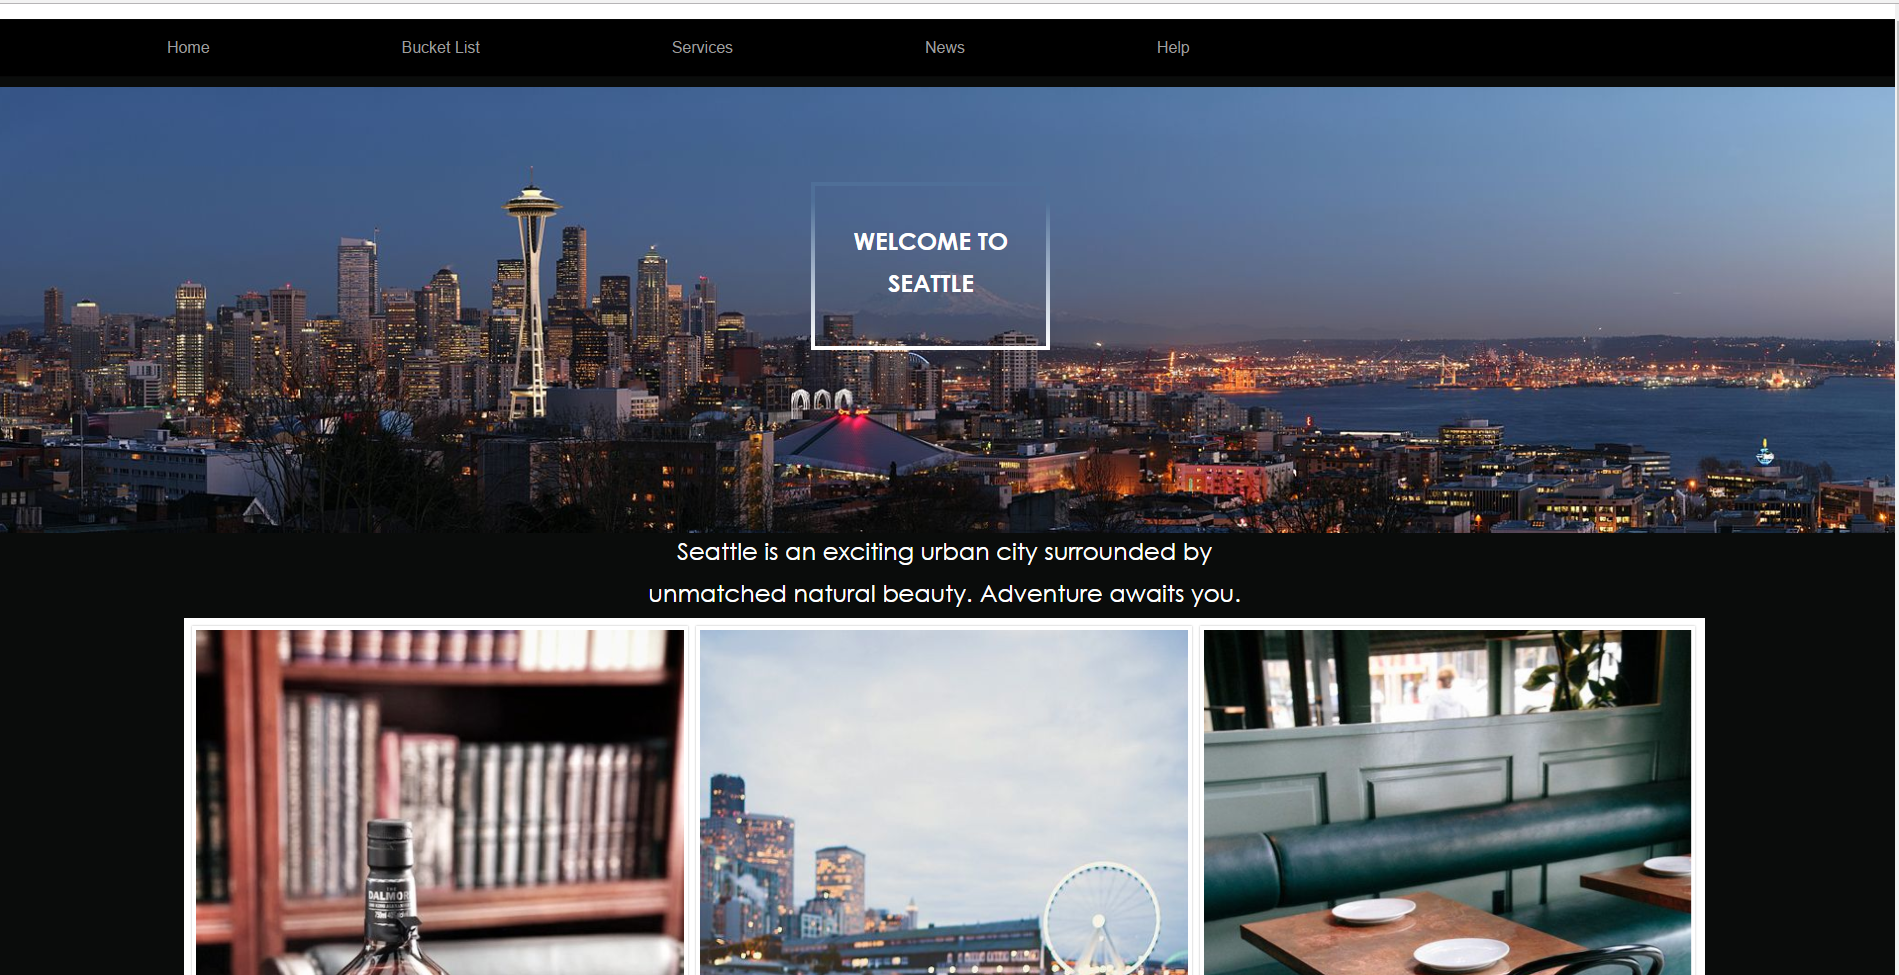 Home Bucket List Services News Help
WELCOME TO
SEATTLE
Seattle is an exciting urban city surrounded by
unmatched natural beauty. Adventure awaits you.
THE
DALMORE